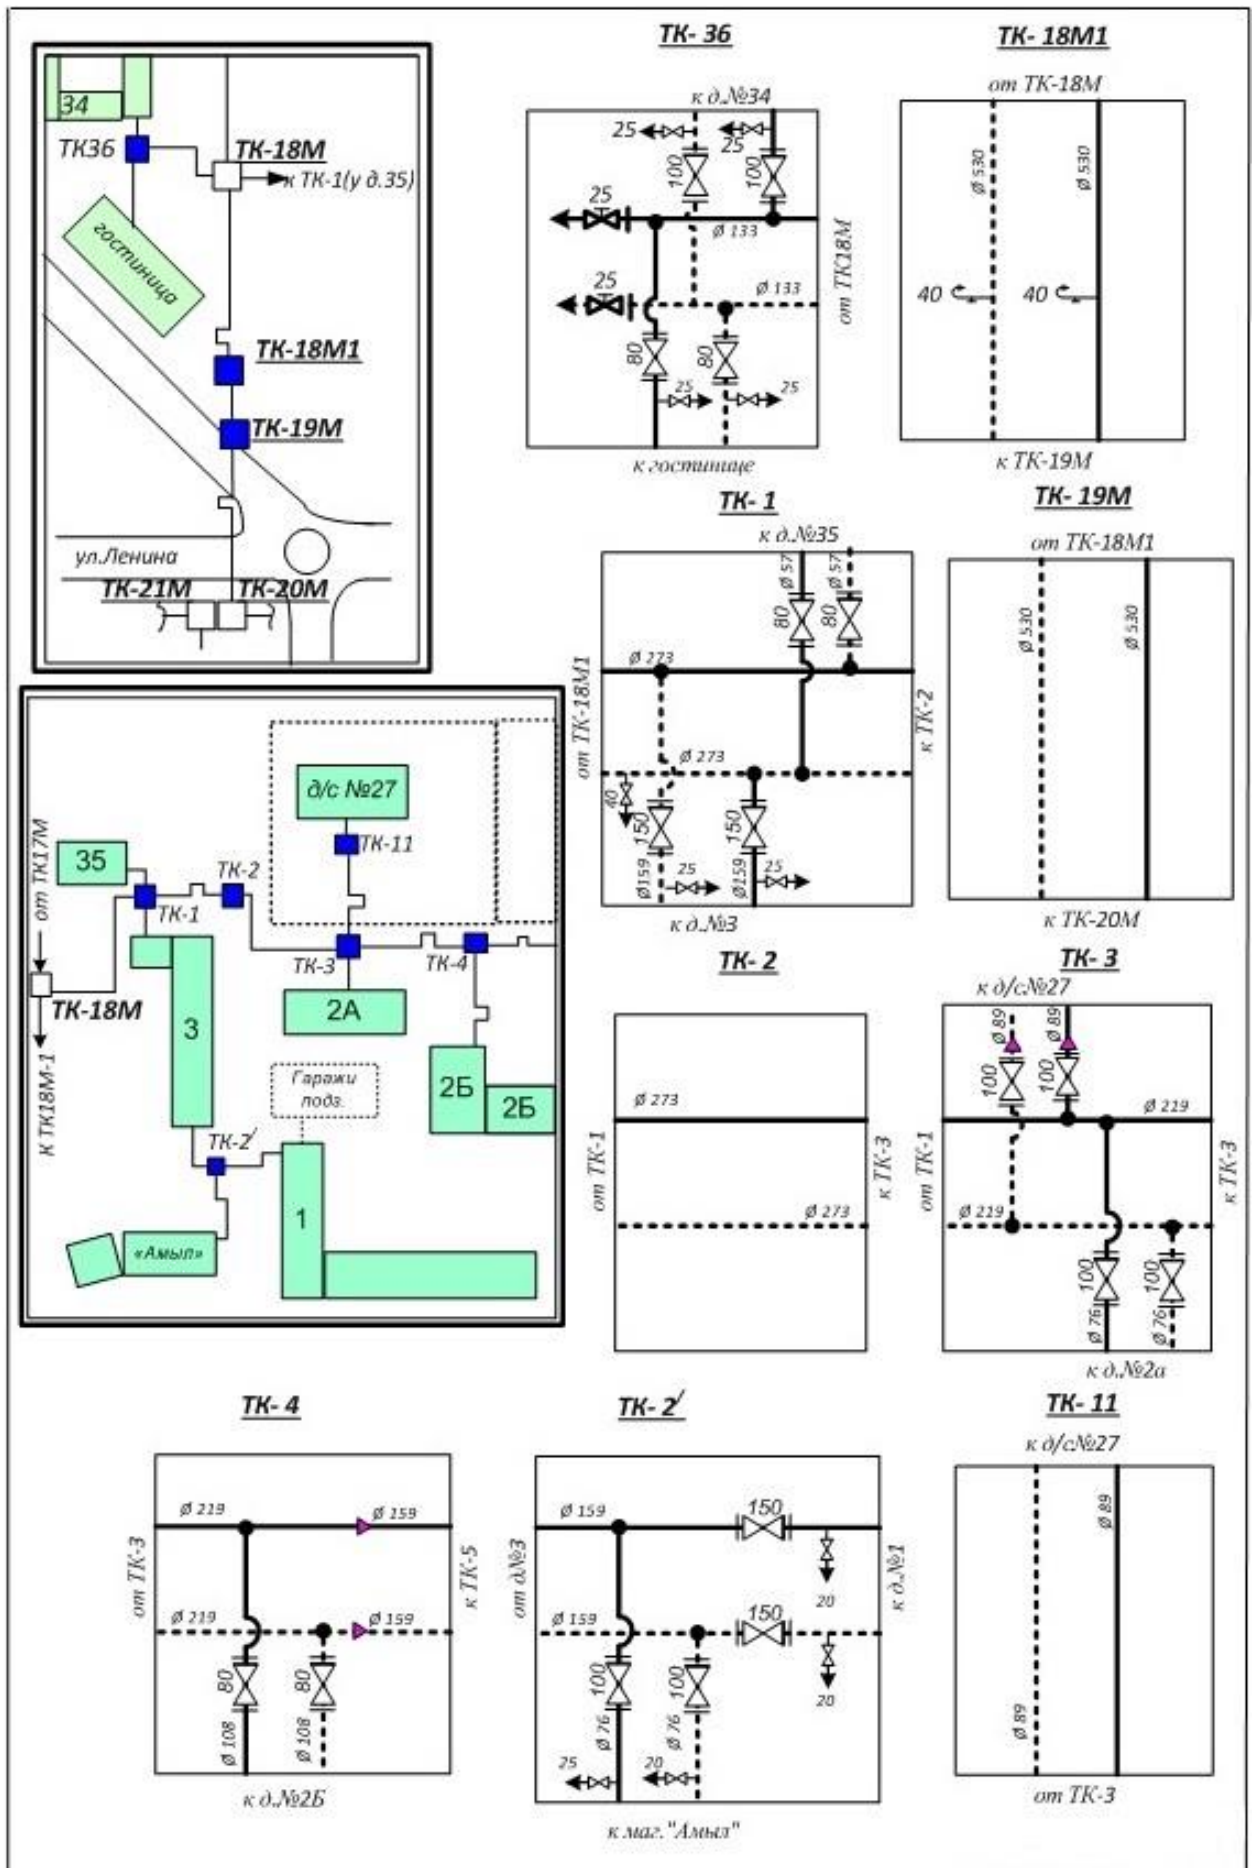 34
ТК36
ТК-18М
к ТК-1(у д.35)
гостиница
ТК-18М1
ТК-19М
ул.Ленина
ТК-21М
ТК-20М
ТК- 36
к д.№34
25
25
100
100
25
Ø 133
от ТК18М
25
Ø 133
80
80
25
25
к гостинице
ТК- 18М1
от ТК-18М
Ø 530
Ø 530
40
40
к ТК-19М
ТК- 1
к д.№35
Ø 57
Ø 57
80
80
Ø 273
от ТК-18М1
к ТК-2
Ø 273
40
150
150
Ø159
25
Ø159
25
к д.№3
ТК- 19М
от ТК-18М1
Ø 530
Ø 530
к ТК-20М
д/с №27
ТК-11
35
от ТК17М
ТК-2
ТК-1
ТК-3
ТК-4
ТК-18М
3
2А
к ТК18М-1
Гаражи
подз.
2Б
2Б
ТК-2/
1
«Амыл»
ТК- 2
Ø 273
от ТК-1
к ТК-3
Ø 273
ТК- 3
к д/с№27
Ø 89
Ø 89
100
100
Ø 219
от ТК-1
к ТК-3
Ø 219
100
100
Ø 76
Ø 76
к д.№2а
ТК- 4
Ø 219
Ø 159
от ТК-3
к ТК-5
Ø 219
Ø 159
80
80
Ø 108
Ø 108
к д.№2Б
ТК- 2/
Ø 159
150
от д№3
к д.№1
20
Ø 159
150
100
100
20
Ø 76
Ø 76
25
20
к маг."Амыл"
ТК- 11
к д/с№27
Ø 89
Ø 89
от ТК-3